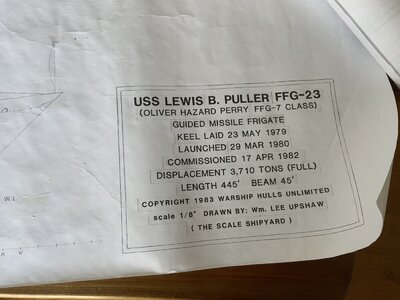 USS LEWIS B. PULLER FFG-23
(OLIVER HAZARD PERRY FFG-7 CLASS)
GUIDED MISSILE FRIGATE
KEEL LAID 23 MAY 1979
LAUNCHED 29 MAR 1980
COMMISSIONED 17 APR 1982
DISPLACEMENT 3,710 TONS (FULL)
LENGTH 445' BEAM 45'
COPYRIGHT 1983 WARSHIP HULLS UNLIMITED
scale 1/8" DRAWN BY: Wm. LEE UPSHAW
( THE SCALE SHIPYARD )
W.L